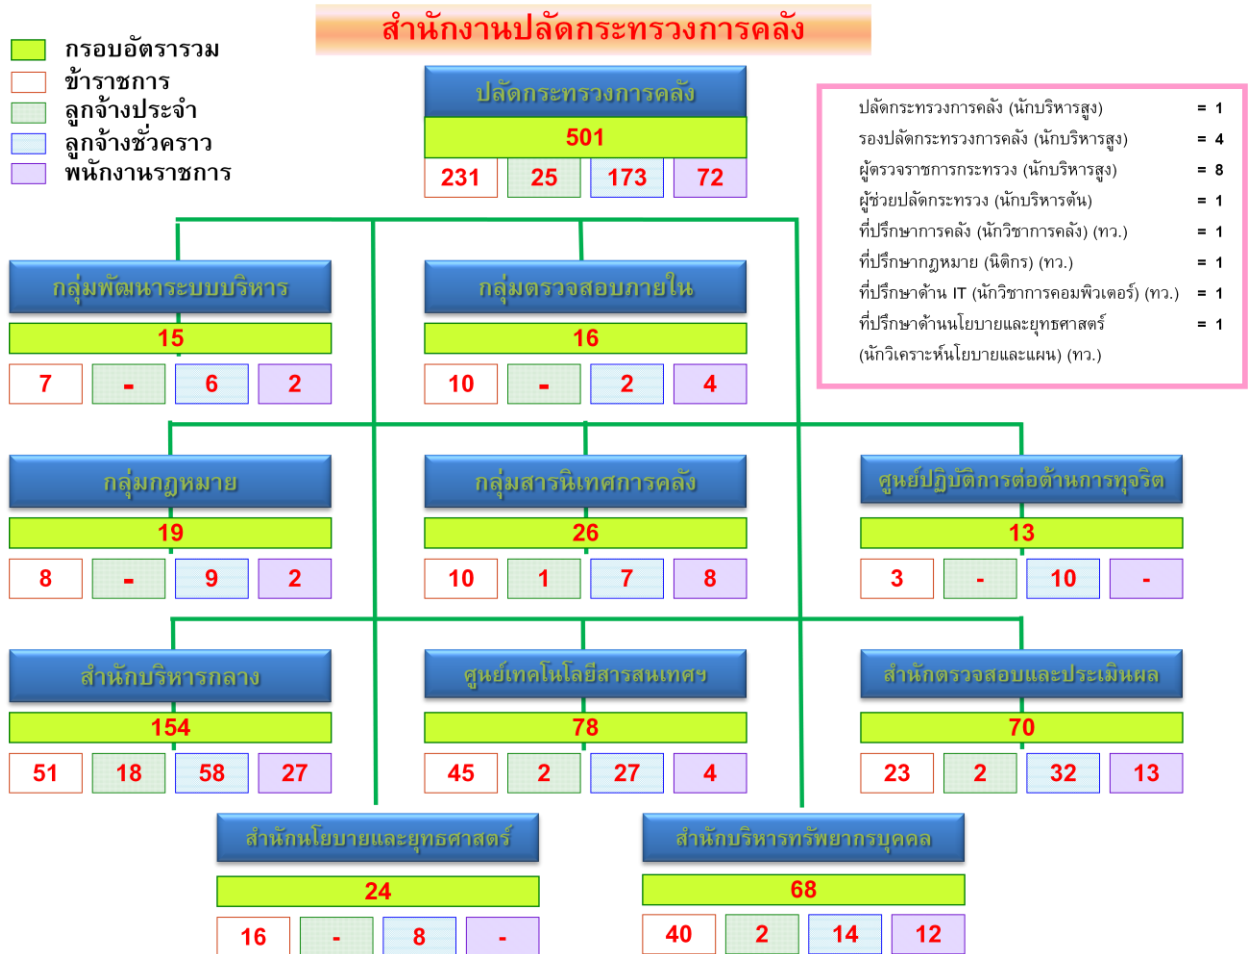 สำนักงานปลัดกระทรวงการคลัง
กรอบอัตรารวม
ข้าราชการ
ลูกจ้างประจำ
ลูกจ้างชั่วคราว
พนักงานราชการ
ปลัดกระทรวงการคลัง
501
231 25 173 72
ปลัดกระทรวงการคลัง (นักบริหารสูง) = 1
รองปลัดกระทรวงการคลัง (นักบริหารสูง) = 4
ผู้ตรวจราชการกระทรวง (นักบริหารสูง) = 8
ผู้ช่วยปลัดกระทรวง (นักบริหารต้น) = 1
ที่ปรึกษาการคลัง (นักวิชาการคลัง) (ทว.) = 1
ที่ปรึกษากฎหมาย (นิติกร) (ทว.) = 1
ที่ปรึกษาด้าน IT (นักวิชาการคอมพิวเตอร์) (ทว.) = 1
ที่ปรึกษาด้านนโยบายและยุทธศาสตร์ = 1
(นักวิเคราะห์นโยบายและแผน) (ทว.)
กลุ่มพัฒนาระบบบริหาร
15
7 - 6 2
กลุ่มตรวจสอบภายใน
16
10 - 2 4
กลุ่มกฎหมาย
19
8 - 9 2
กลุ่มสารนิเทศการคลัง
26
10 1 7 8
ศูนย์ปฏิบัติการต่อต้านการทุจริต
13
3 - 10 -
สำนักบริหารกลาง
154
51 18 58 27
ศูนย์เทคโนโลยีสารสนเทศฯ
78
45 2 27 4
สำนักตรวจสอบและประเมินผล
70
23 2 32 13
สำนักนโยบายและยุทธศาสตร์
24
16 - 8 -
สำนักบริหารทรัพยากรบุคคล
68
40 2 14 12